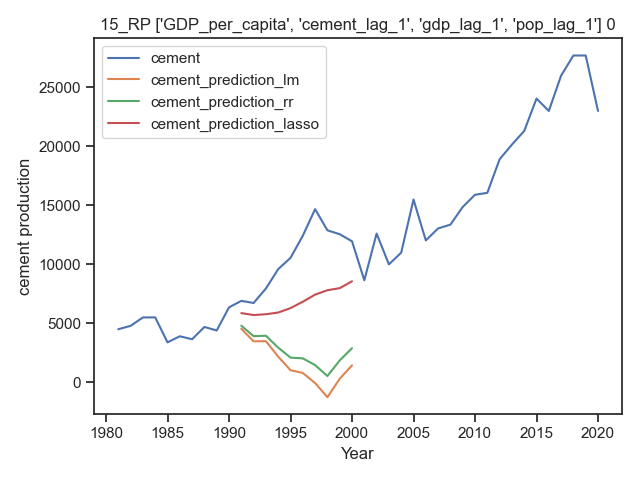 15_RP ['GDP_per_capita', 'cement_lag_1', 'gdp_lag_1', 'pop_lag_1'] 0
cement
cement_prediction_lm
cement_prediction_rr
cement_prediction_lasso
25000
20000
15000
10000
5000
0
cement production
1980 1985 1990 1995 2000 2005 2010 2015 2020
Year